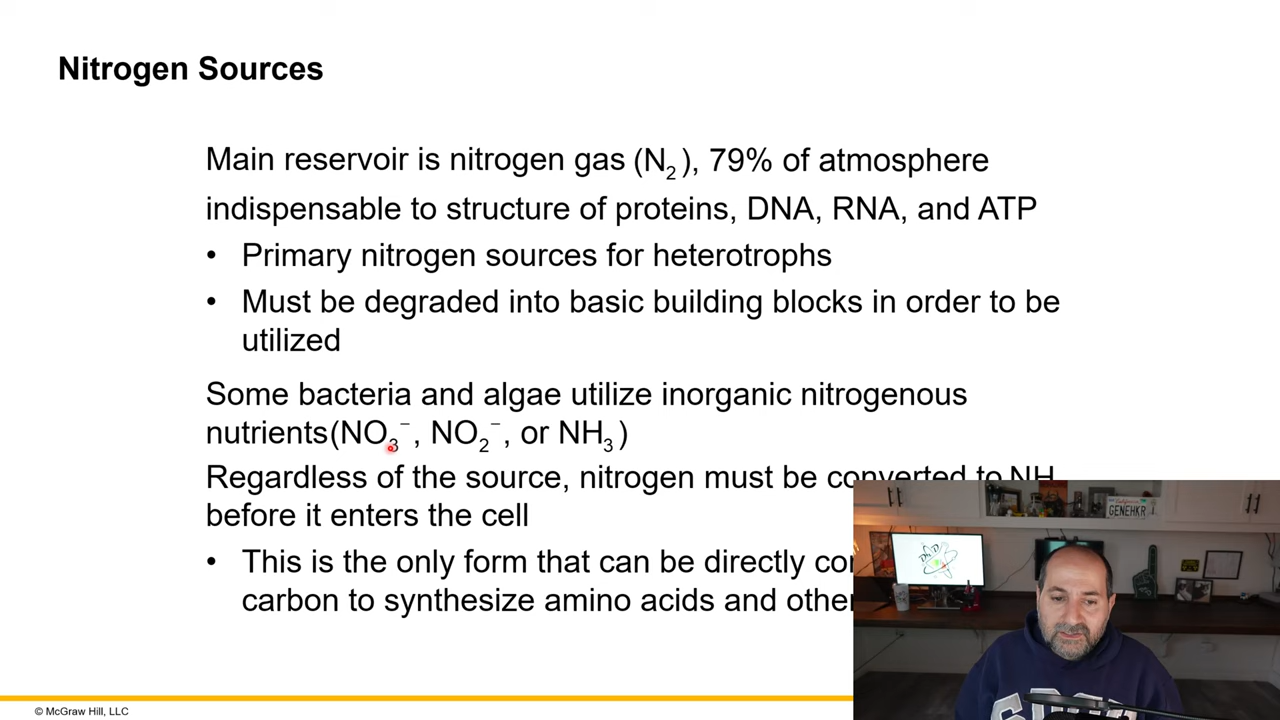 Nitrogen Sources
Main reservoir is nitrogen gas (N₂), 79% of atmosphere
indispensable to structure of proteins, DNA, RNA, and ATP
• Primary nitrogen sources for heterotrophs
• Must be degraded into basic building blocks in order to be
utilized
Some bacteria and algae utilize inorganic nitrogenous
nutrients(NO₃⁻, NO₂⁻, or NH₃)
Regardless of the source, nitrogen must be converted to NH
before it enters the cell
• This is the only form that can be directly
carbon to synthesize amino acids and other
GENEHKR
© McGraw Hill, LLC